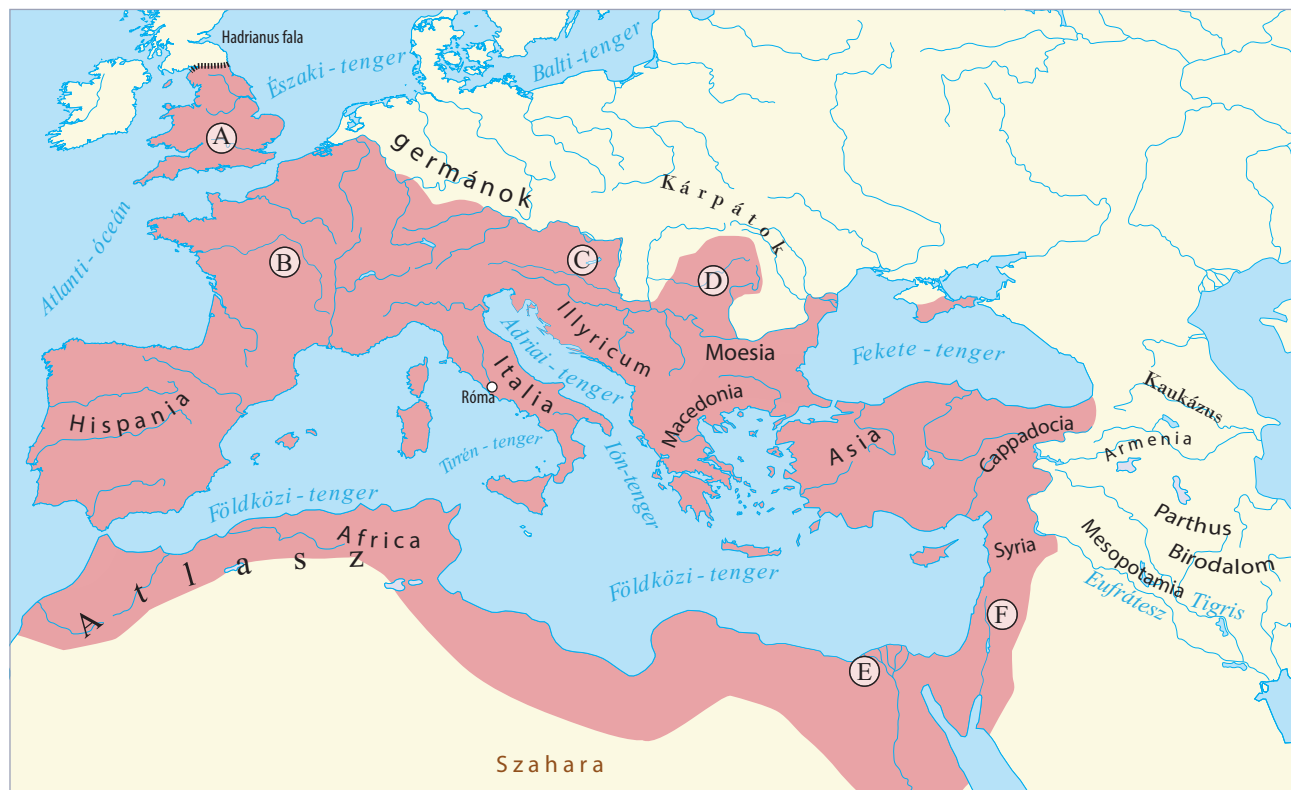 Hadrianus fala
Északi-tenger
Balti-tenger
A
germánok
Kárpátok
Atlanti-óceán
B
C
D
Illyricum
Adriai-tenger
Moesia
Fekete-tenger
Hispania
Róma
Italia
Macedonia
Kaukázus
Armenia
Tirrén-tenger
Ión-tenger
Asia
Cappadocia
Földközi-tenger
Africa
Atlasz
Földközi-tenger
Syria
Parthus
Birodalom
Mesopotamia
Eufrátesz
Tigris
F
E
Szahara